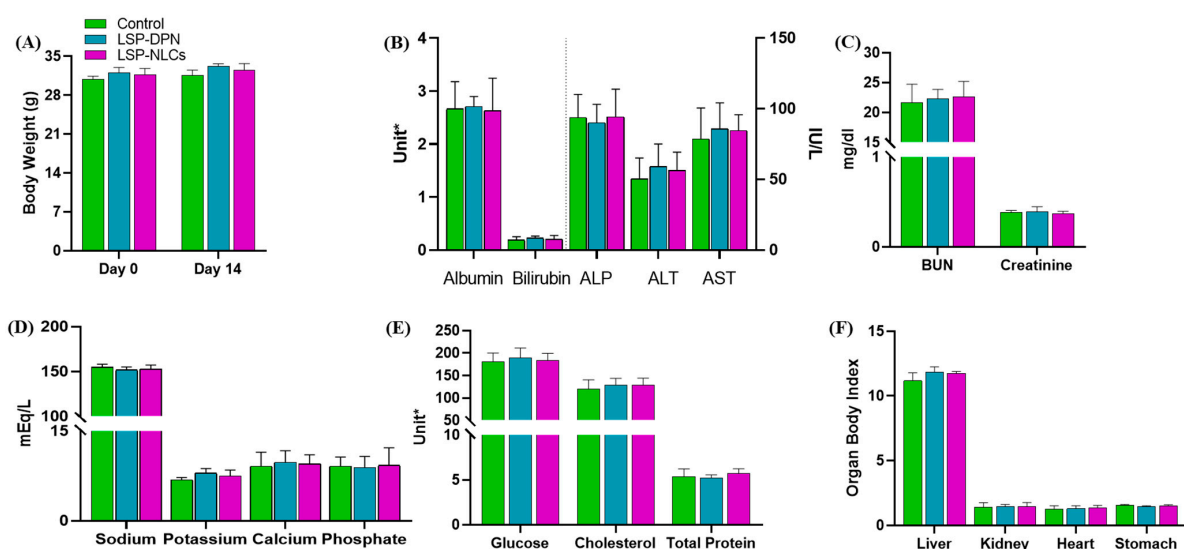 Control
LSP-DPN
LSP-NLCs
(A)
Body Weight (g)
35
28
21
14
7
0
Day 0 Day 14
(B)
Unit*
4
3
2
1
0
IU/L
150
100
50
0
Albumin Bilirubin ALP ALT AST
(C)
mg/dl
25
20
15
1
0
BUN Creatinine
(D)
mEq/L
200
150
100
15
0
Sodium Potassium Calcium Phosphate
(E)
Unit*
250
200
150
100
50
10
5
0
Glucose Cholesterol Total Protein
(F)
Organ Body Index
15
10
5
0
Liver Kidney Heart Stomach